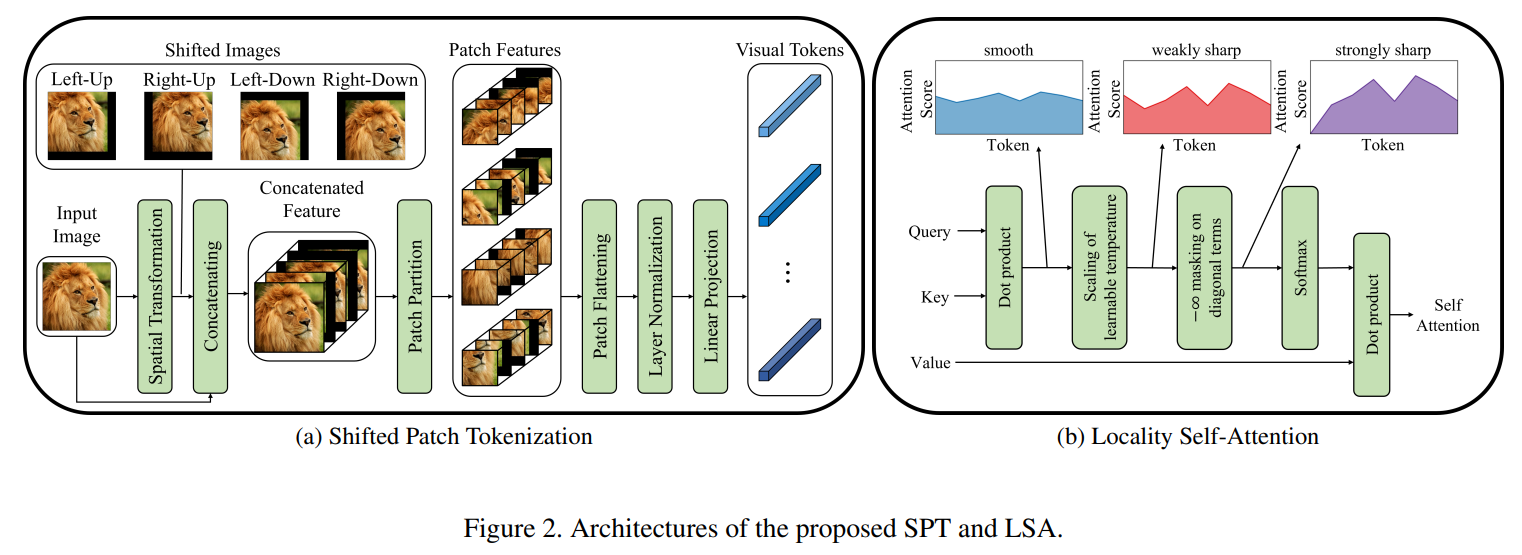 Shifted Images
Left-Up
Right-Up
Left-Down
Right-Down
Input
Image
Spatial Transformation
Concatenating
Concatenated
Feature
Patch Partition
Patch Features
Patch Flattening
Layer Normalization
Linear Projection
Visual Tokens
...
(a) Shifted Patch Tokenization
smooth
Attention
Score
Token
weakly sharp
Attention
Score
Token
strongly sharp
Attention
Score
Token
Query
Key
Value
Dot product
Scaling of
learnable temperature
−∞ masking on
diagonal terms
Softmax
Dot product
Self
Attention
(b) Locality Self-Attention
Figure 2. Architectures of the proposed SPT and LSA.